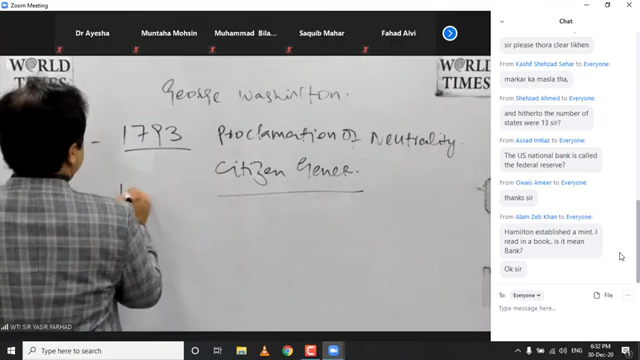 Zoom Meeting
Dr Ayesha
Muntaha Mohsin
Muhammad Bila...
Saquib Mahar
Fahad Alvi
WORLD
TIMES
WORLD
TIMES
George Washington.
- 1793 Proclamation of Neutrality.
Citizen Genet.
WTI SIR YASIR FARHAD
Chat
sir please thora clear likhen
From Kashif Shehzad Sehar to Everyone:
markar ka masla tha,
From Shehzad Ahmed to Everyone:
and hitherto the number of
states were 13 sir?
From Assad Imtiaz to Everyone:
The US national bank is called
the federal reserve?
From Owais Ameer to Everyone:
thanks sir
From Alam Zeb Khan to Everyone:
Hamilton established a mint. I
read in a book.. is it mean
Bank?
Ok sir
To: Everyone
File
Type message here...
Type here to search
6:32 PM
30-Dec-20